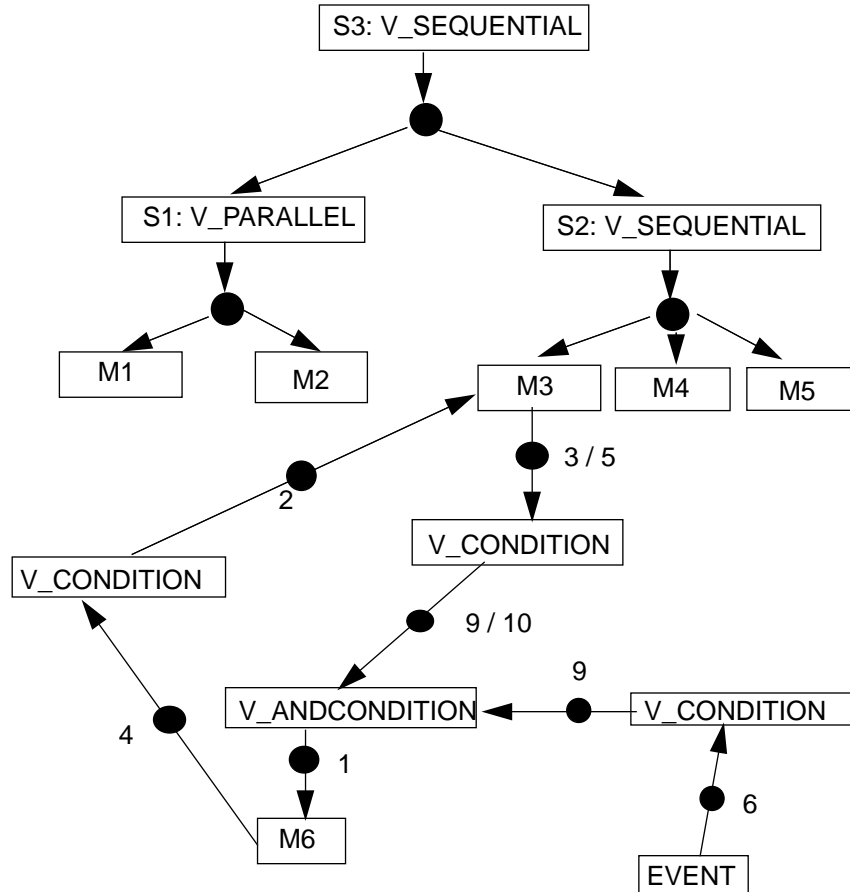 S3: V_SEQUENTIAL
S1: V_PARALLEL
S2: V_SEQUENTIAL
M1
M2
M3
M4
M5
3 / 5
2
V_CONDITION
V_CONDITION
9 / 10
9
V_ANDCONDITION
V_CONDITION
4
1
6
M6
EVENT